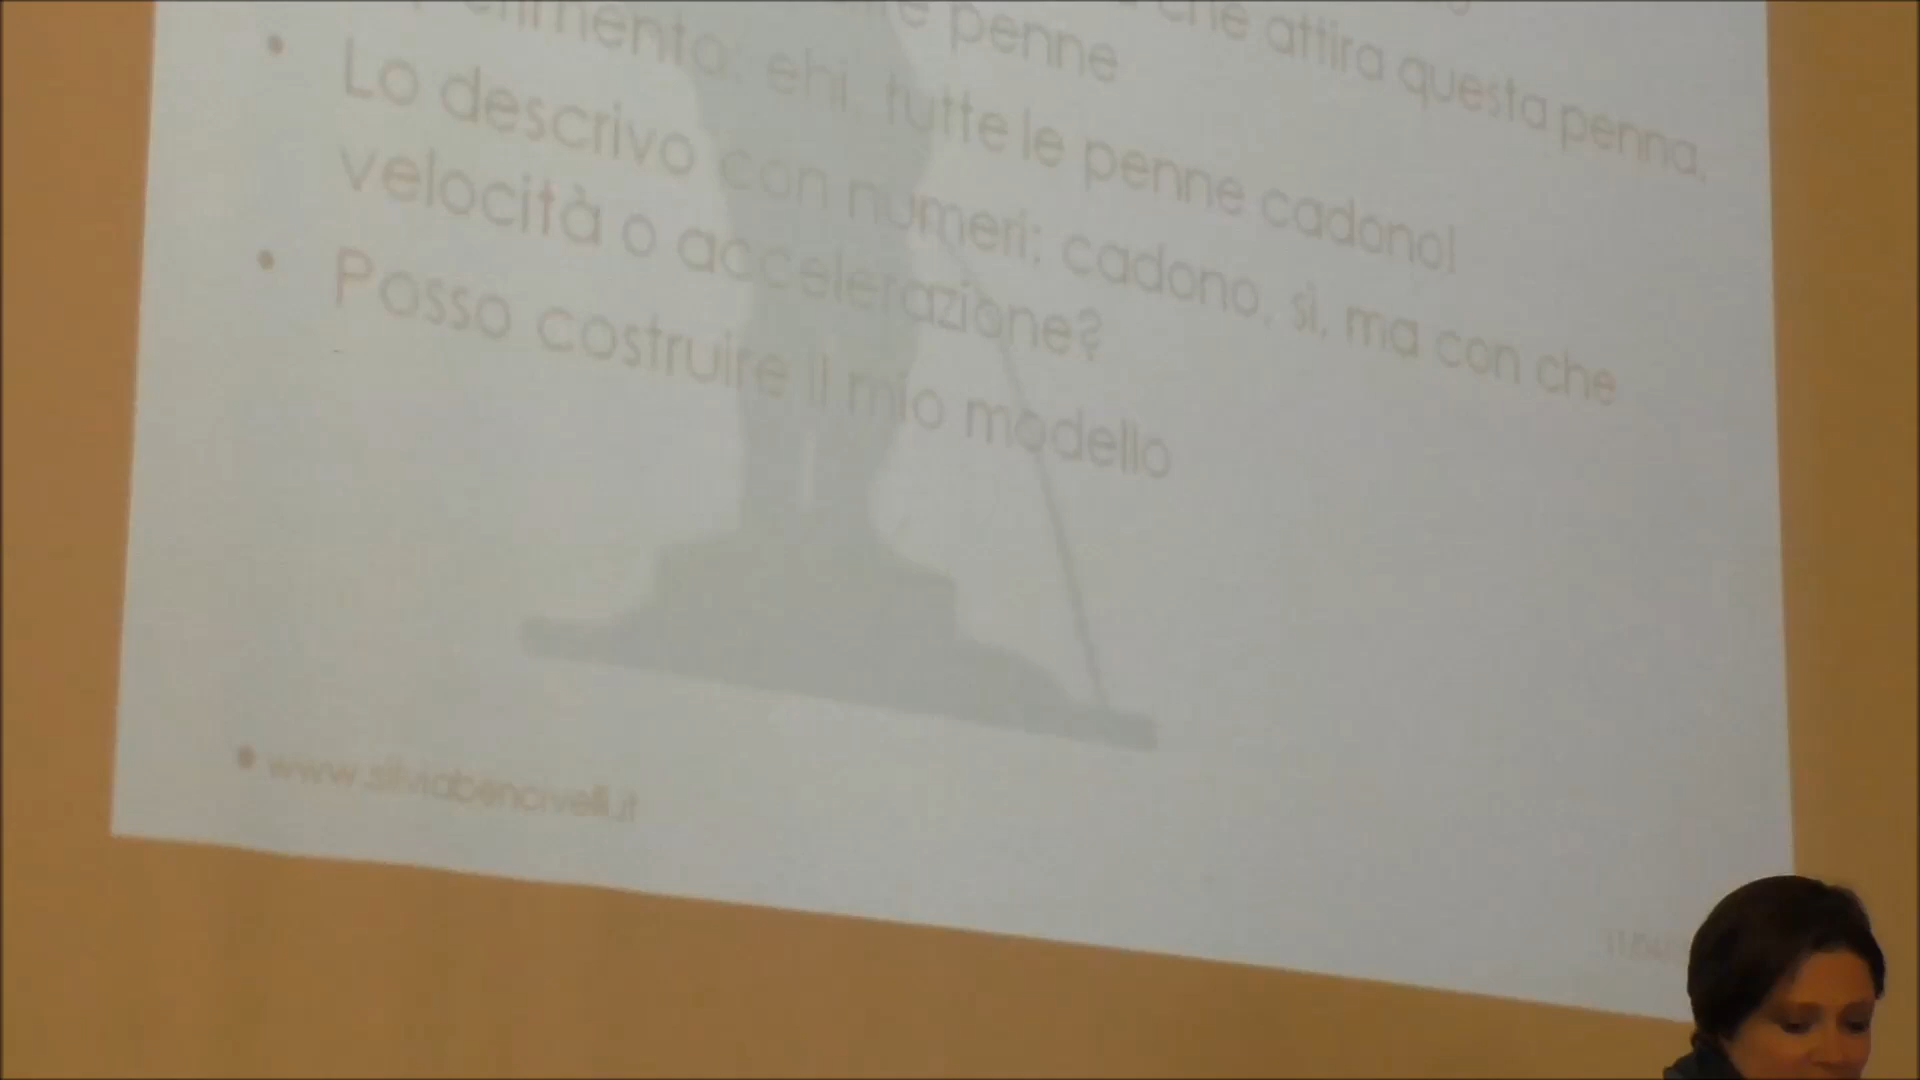 che attira questa penna.
penne
ehi, tutte le penne cadono!
• Lo descrivo con numeri: cadono, sì, ma con che
velocità o accelerazione?
• Posso costruire il mio modello
• www.silviabencivelli.it